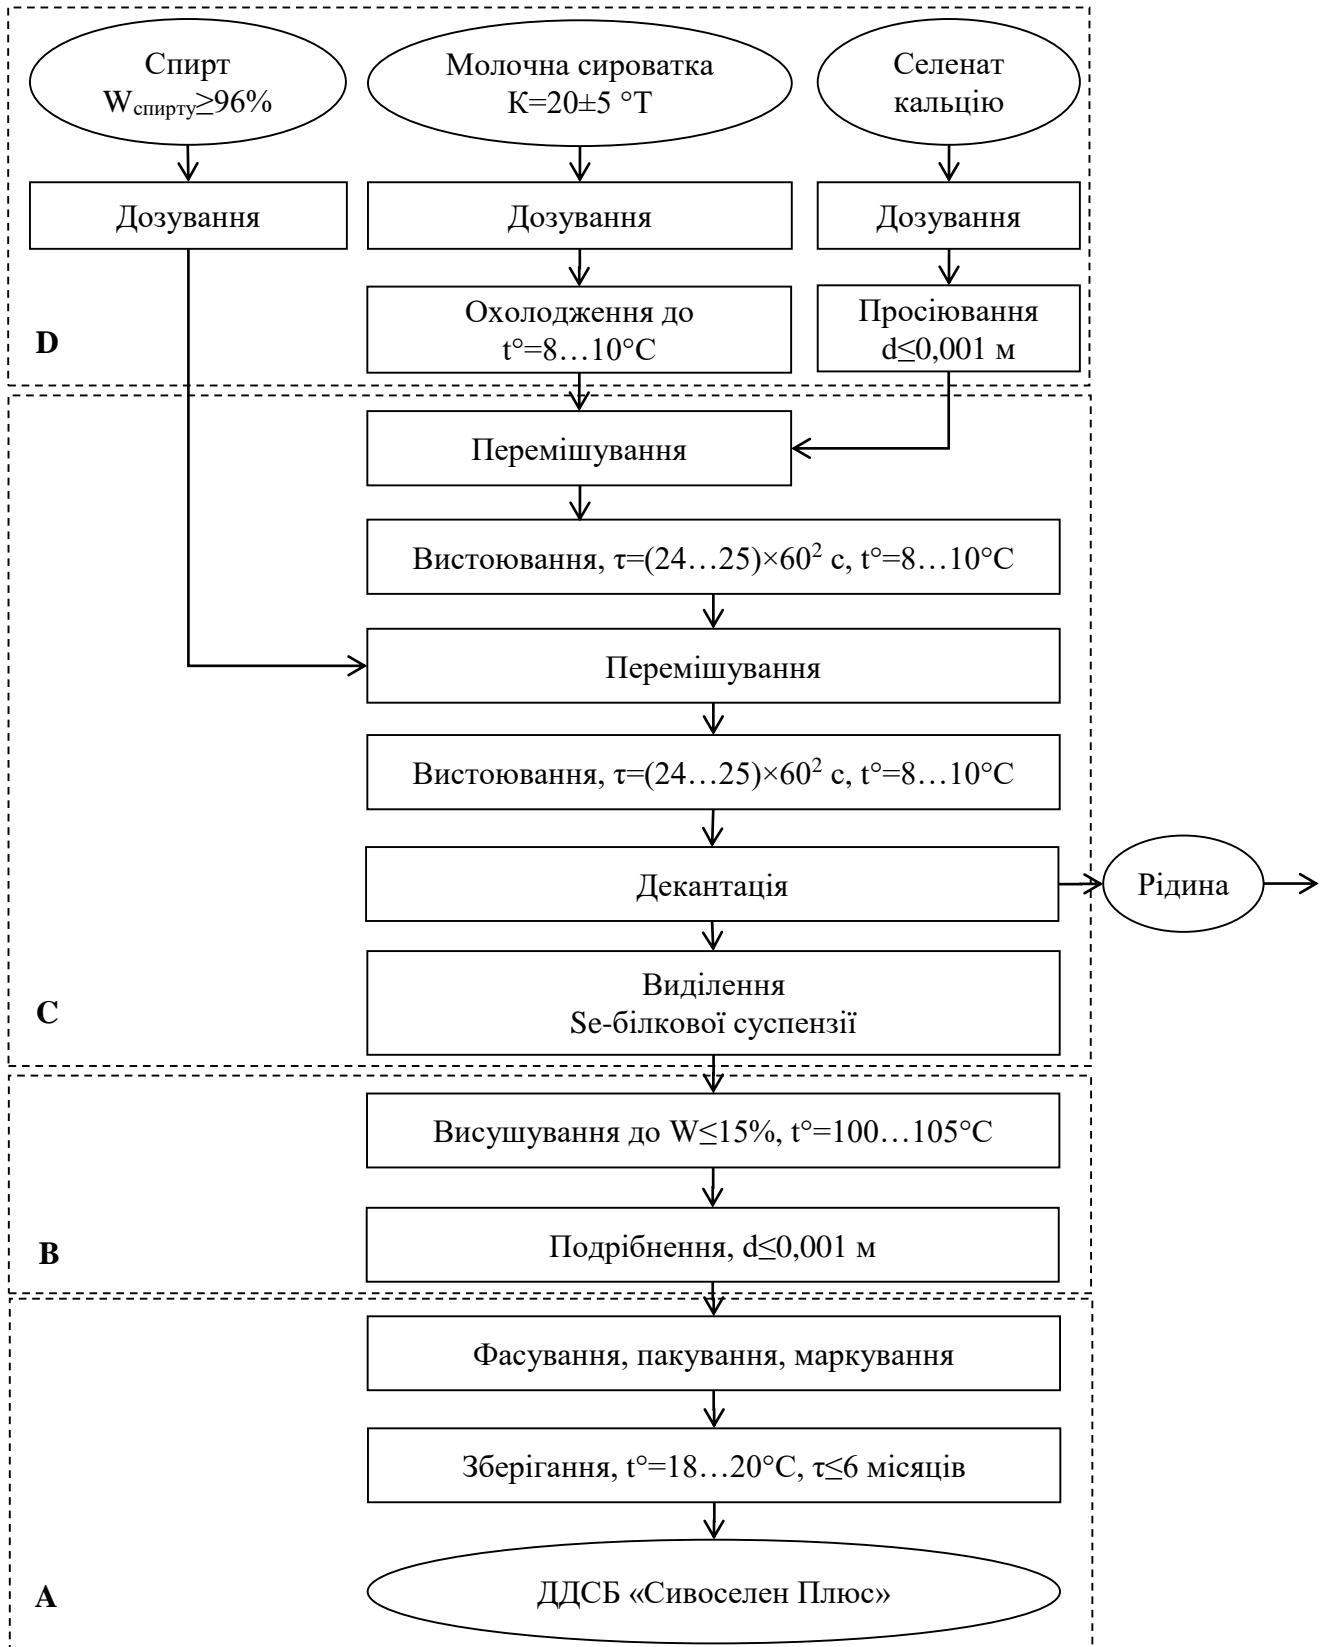 Спирт
Wспирту≥96%
Молочна сироватка
К=20±5 °Т
Селенат
кальцію
Дозування
Дозування
Дозування
Охолодження до
t°=8…10°С
Просіювання
d≤0,001 м
D
Перемішування
Вистоювання, τ=(24…25)×60² с, t°=8…10°С
Перемішування
Вистоювання, τ=(24…25)×60² с, t°=8…10°С
Декантація
Рідина
Виділення
Se-білкової суспензії
C
Висушування до W≤15%, t°=100…105°С
Подрібнення, d≤0,001 м
B
Фасування, пакування, маркування
Зберігання, t°=18…20°С, τ≤6 місяців
ДДСБ «Сивоселен Плюс»
A